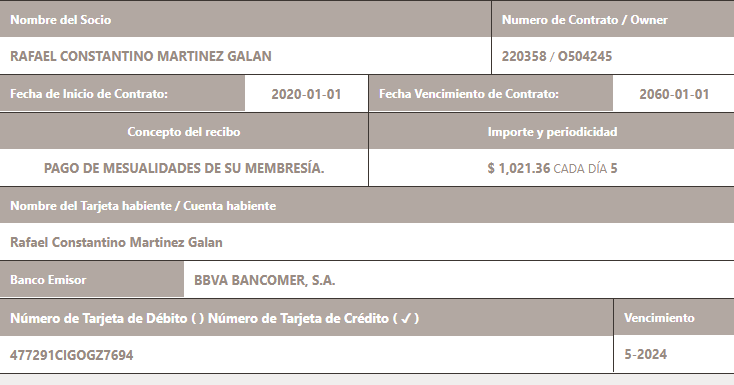 Nombre del Socio Numero de Contrato / Owner
RAFAEL CONSTANTINO MARTINEZ GALAN 220358 / O504245
Fecha de Inicio de Contrato: 2020-01-01 Fecha Vencimiento de Contrato: 2060-01-01
Concepto del recibo Importe y periodicidad
PAGO DE MESUALIDADES DE SU MEMBRESÍA. $ 1,021.36 CADA DÍA 5
Nombre del Tarjeta habiente / Cuenta habiente
Rafael Constantino Martinez Galan
Banco Emisor BBVA BANCOMER, S.A.
Número de Tarjeta de Débito ( ) Número de Tarjeta de Crédito ( ✓ ) Vencimiento
477291CIGOGZ7694 5-2024